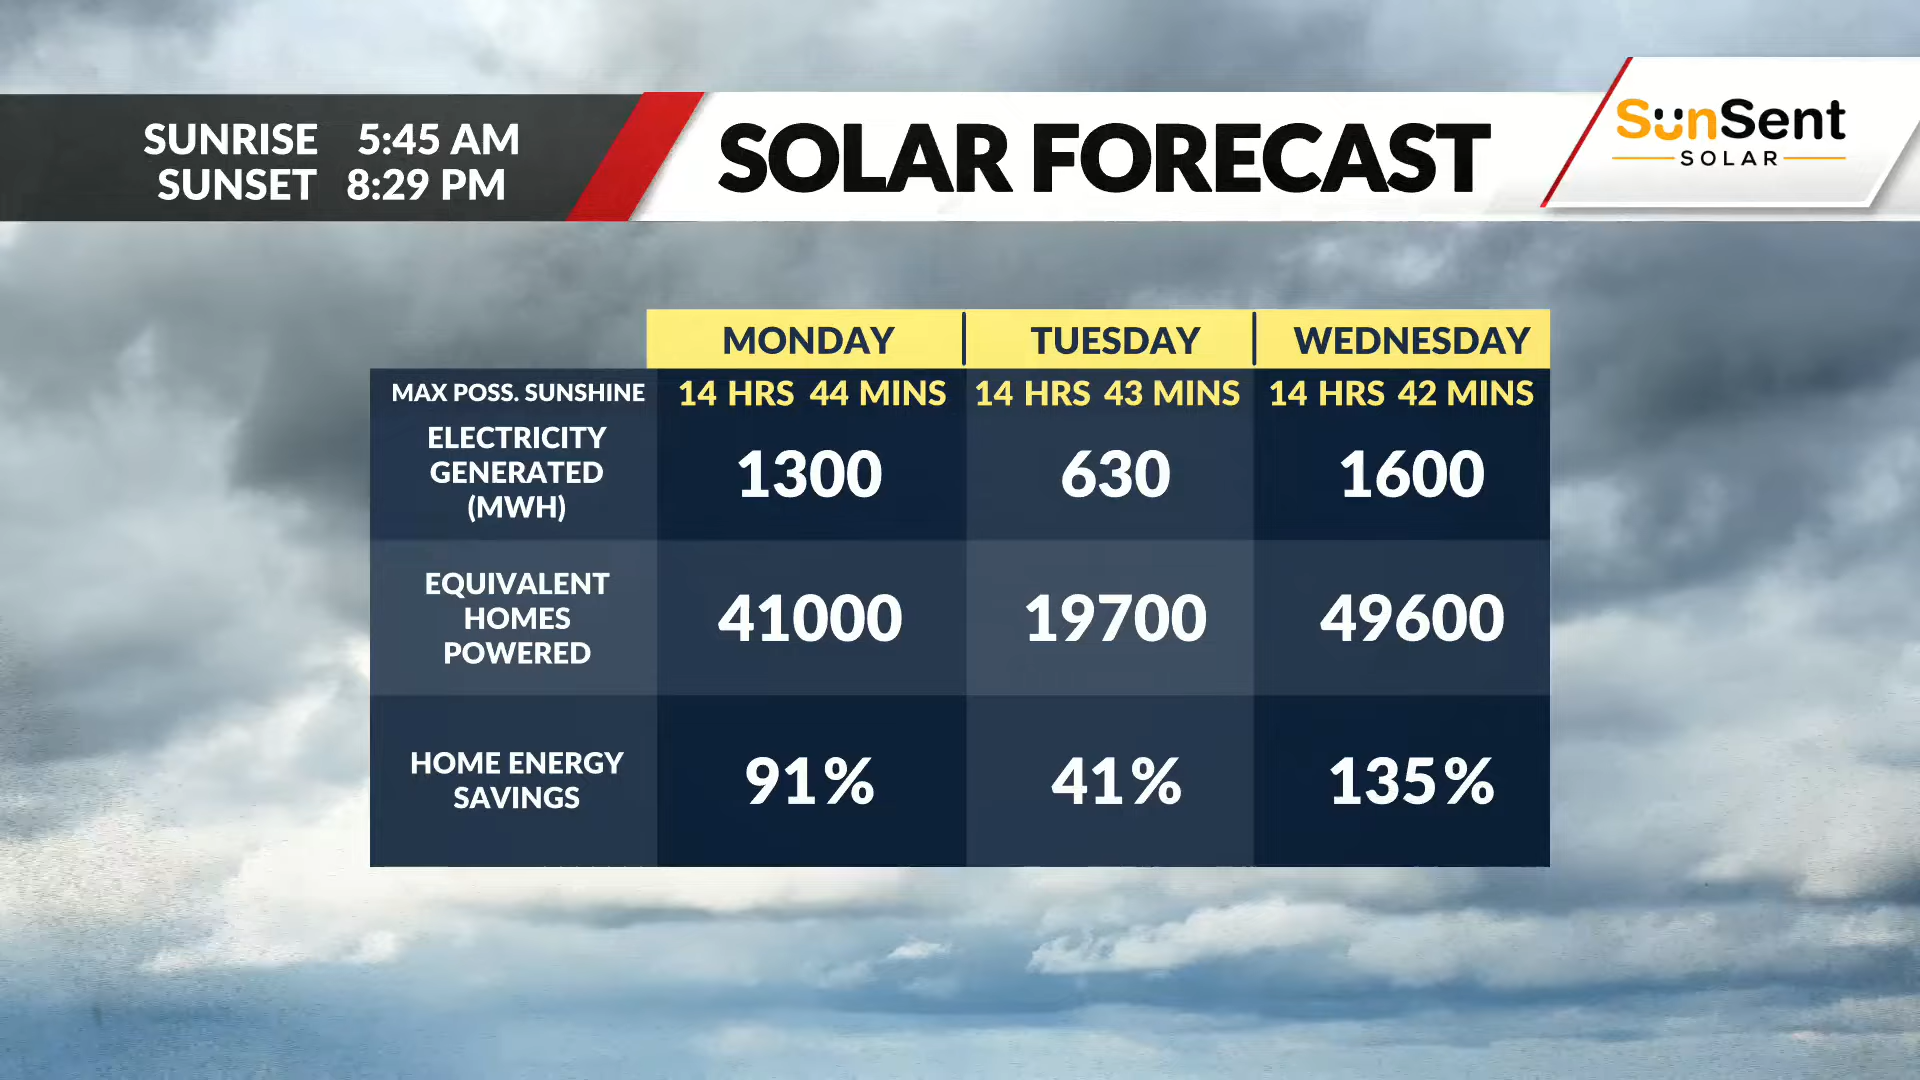 SUNRISE 5:45 AM
SUNSET 8:29 PM
SOLAR FORECAST
SunSent
SOLAR
MONDAY TUESDAY WEDNESDAY
MAX POSS. SUNSHINE 14 HRS 44 MINS 14 HRS 43 MINS 14 HRS 42 MINS
ELECTRICITY
GENERATED
(MWH)
1300 630 1600
EQUIVALENT
HOMES
POWERED
41000 19700 49600
HOME ENERGY
SAVINGS
91% 41% 135%